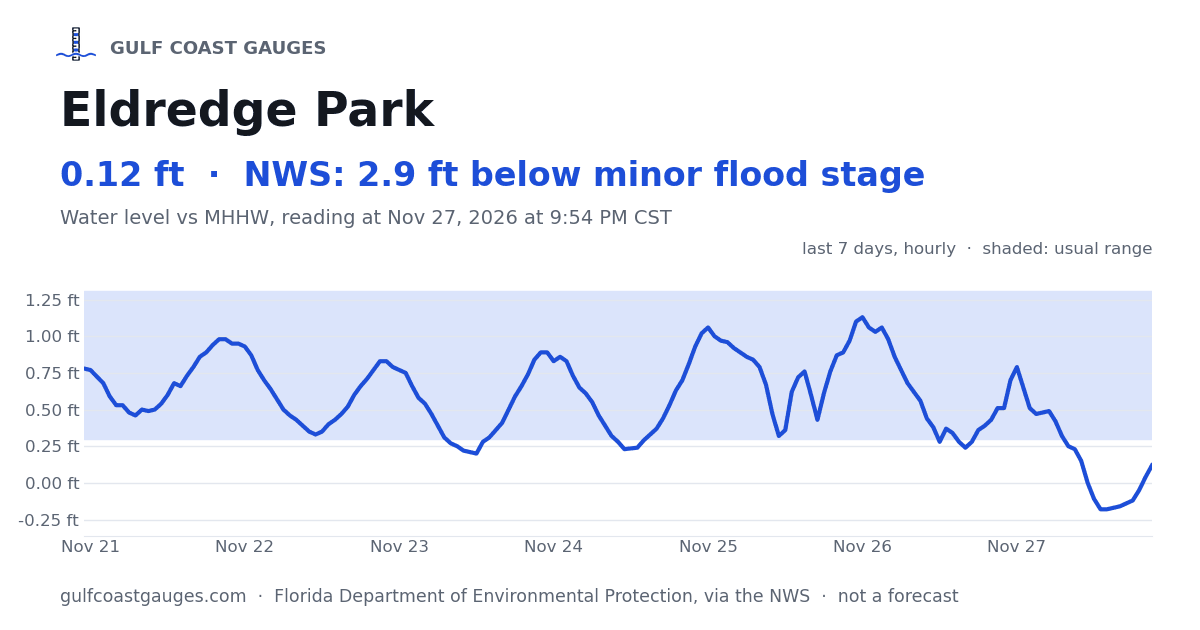 GULF COAST GAUGES
Eldredge Park
0.12 ft · NWS: 2.9 ft below minor flood stage
Water level vs MHHW, reading at Nov 27, 2026 at 9:54 PM CST
last 7 days, hourly · shaded: usual range
1.25 ft
1.00 ft
0.75 ft
0.50 ft
0.25 ft
0.00 ft
-0.25 ft
Nov 21 Nov 22 Nov 23 Nov 24 Nov 25 Nov 26 Nov 27
gulfcoastgauges.com · Florida Department of Environmental Protection, via the NWS · not a forecast